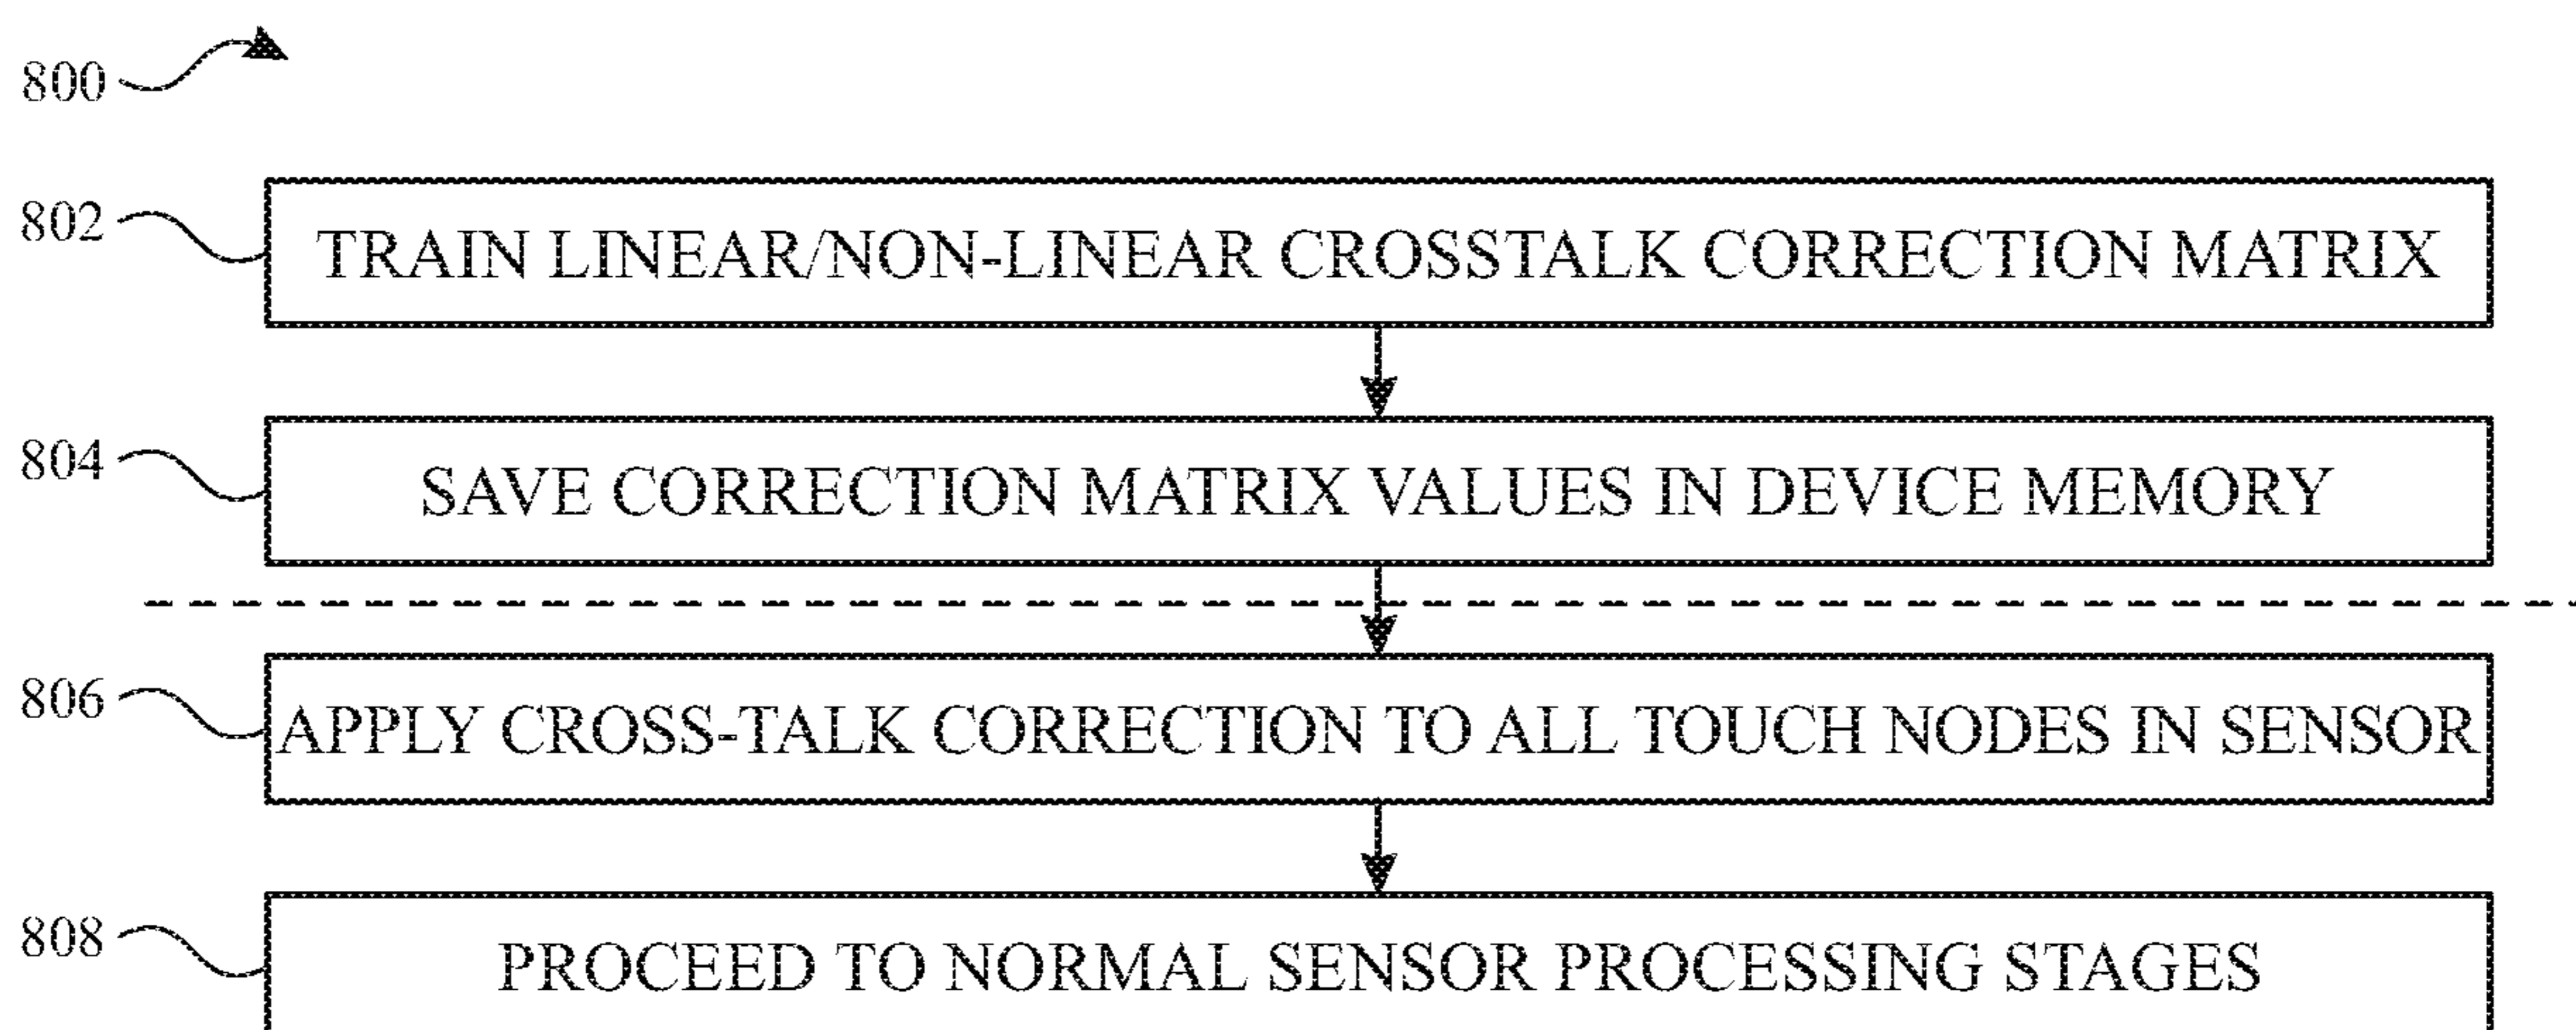 800
802
TRAIN LINEAR/NON-LINEAR CROSSTALK CORRECTION MATRIX
804
SAVE CORRECTION MATRIX VALUES IN DEVICE MEMORY
806
APPLY CROSS-TALK CORRECTION TO ALL TOUCH NODES IN SENSOR
808
PROCEED TO NORMAL SENSOR PROCESSING STAGES